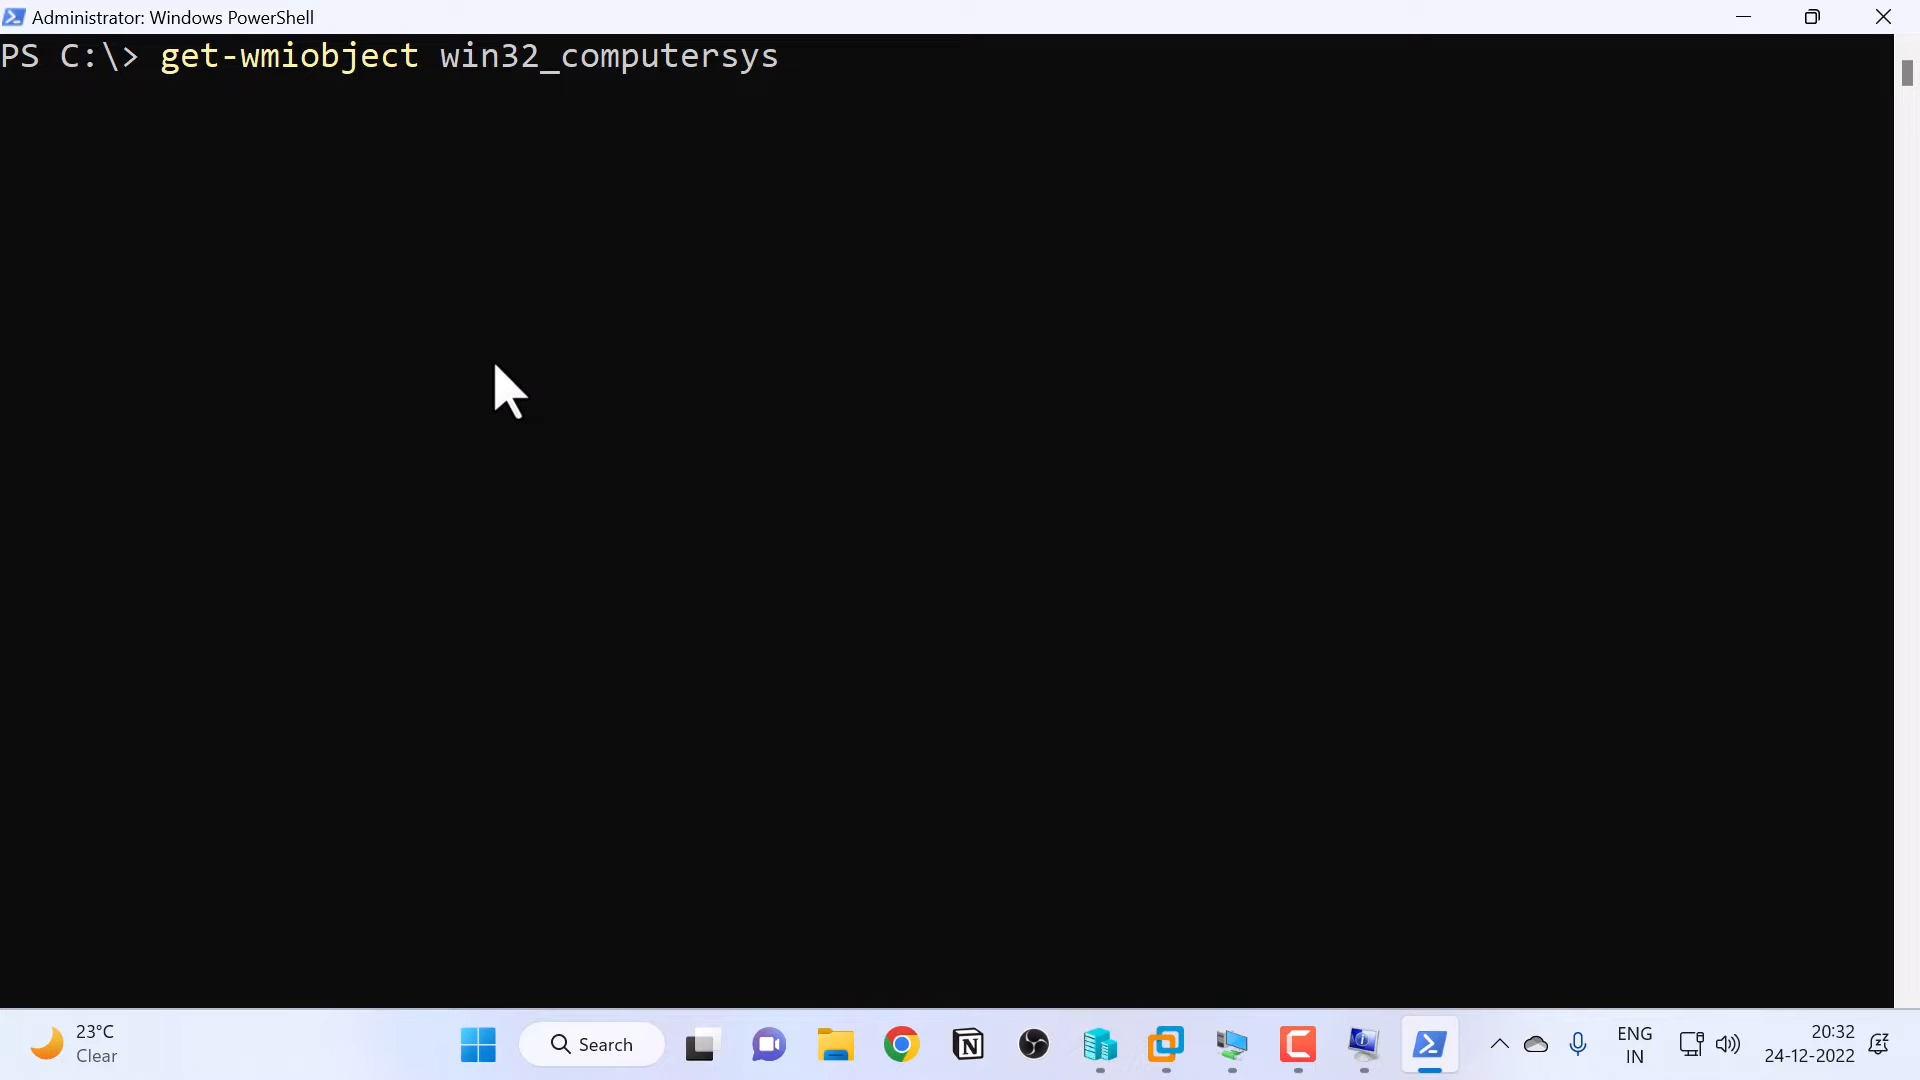 Administrator: Windows PowerShell
PS C:\> get-wmiobject win32_computersys
23°C
Clear
Search
ENG
IN
20:32
24-12-2022